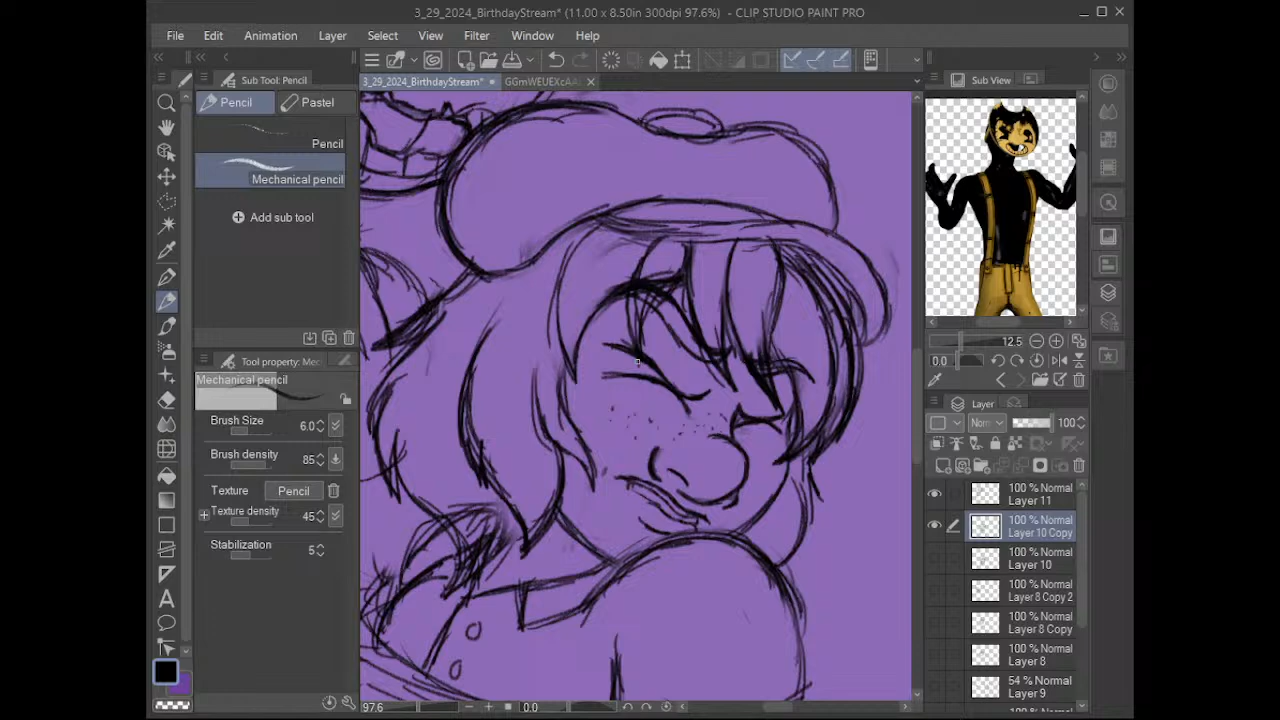 3_29_2024_BirthdayStream* (11.00 x 8.50in 300dpi 97.6%) - CLIP STUDIO PAINT PRO
File Edit Animation Layer Select View Filter Window Help
Sub Tool: Pencil
3_29_2024_BirthdayStream*
Sub View
Pencil Pastel
Pencil
Mechanical pencil
Add sub tool
Tool property: Mec
Mechanical pencil
Brush Size 6.0
Brush density 85
Texture Pencil
Texture density 45
Stabilization 5
97.6 0.0
12.5
0.0
Layer
Nor 100
100 % Normal
Layer 11
100 % Normal
Layer 10 Copy
100 % Normal
Layer 10
100 % Normal
Layer 8 Copy 2
100 % Normal
Layer 8 Copy
100 % Normal
Layer 8
54 % Normal
Layer 9
100 % Normal